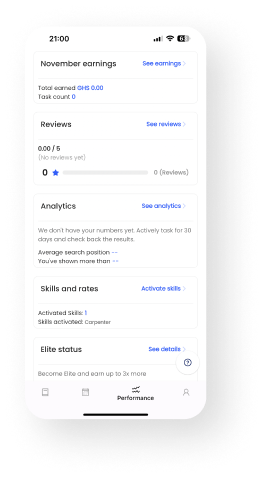 21:00
63
November earnings
See earnings
Total earned GHS 0.00
Task count 0
Reviews
See reviews
0.00 / 5
(No reviews yet)
0
0 (Reviews)
Analytics
See analytics
We don't have your numbers yet. Actively task for 30
days and check back the results.
Average search position --
You've shown more than --
Skills and rates
Activate skills
Activated Skills: 1
Skills activated: Carpenter
Elite status
See details
Become Elite and earn up to 3x more
Performance